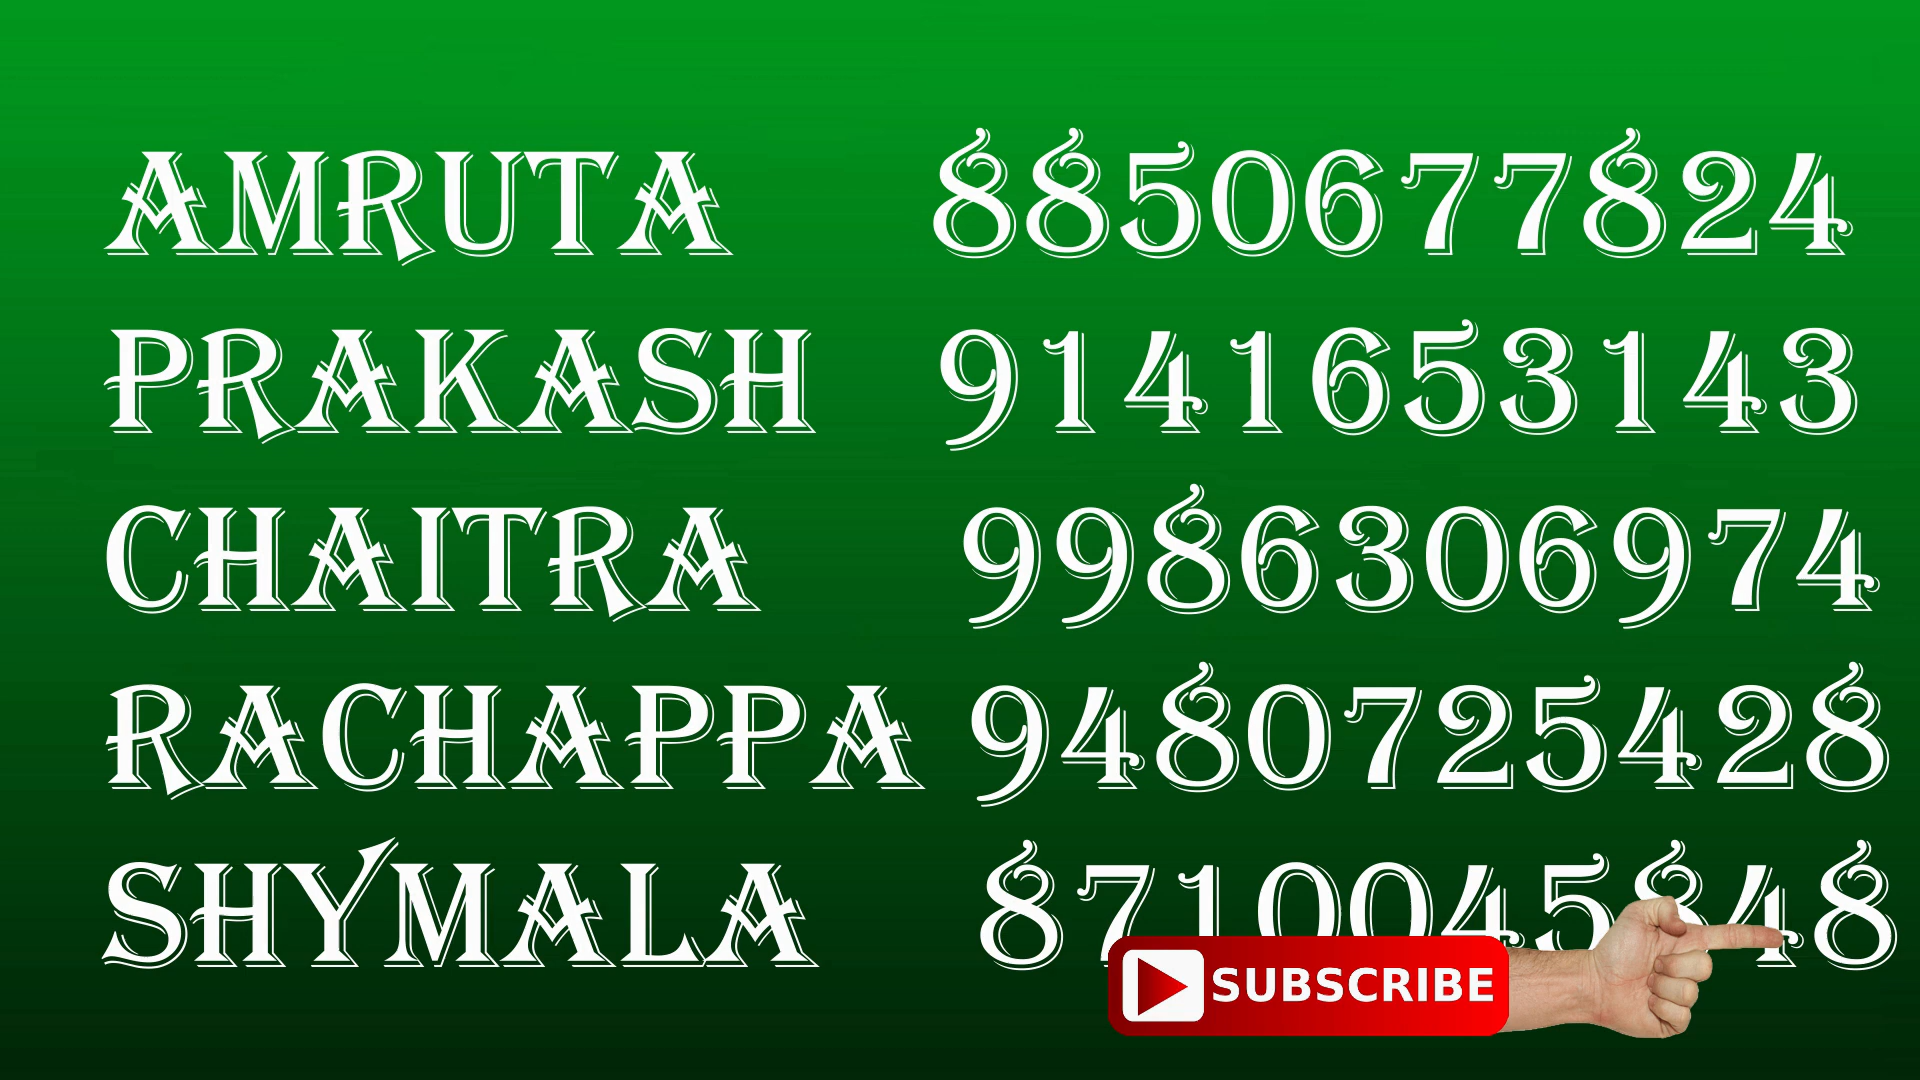 AMRUTA 8850677824
PRAKASH 9141653143
CHAITRA 9986306974
RACHAPPA 9480725428
SHYMALA 8710045848
SUBSCRIBE